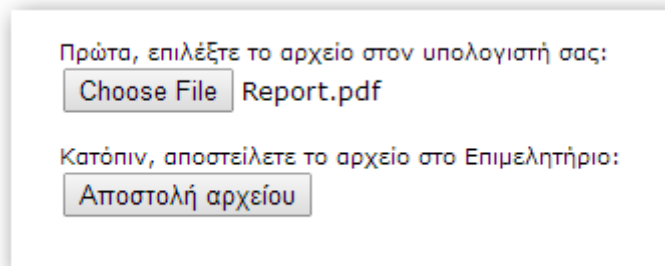 Πρώτα, επιλέξτε το αρχείο στον υπολογιστή σας:
Choose File Report.pdf
Κατόπιν, αποστείλετε το αρχείο στο Επιμελητήριο:
Αποστολή αρχείου